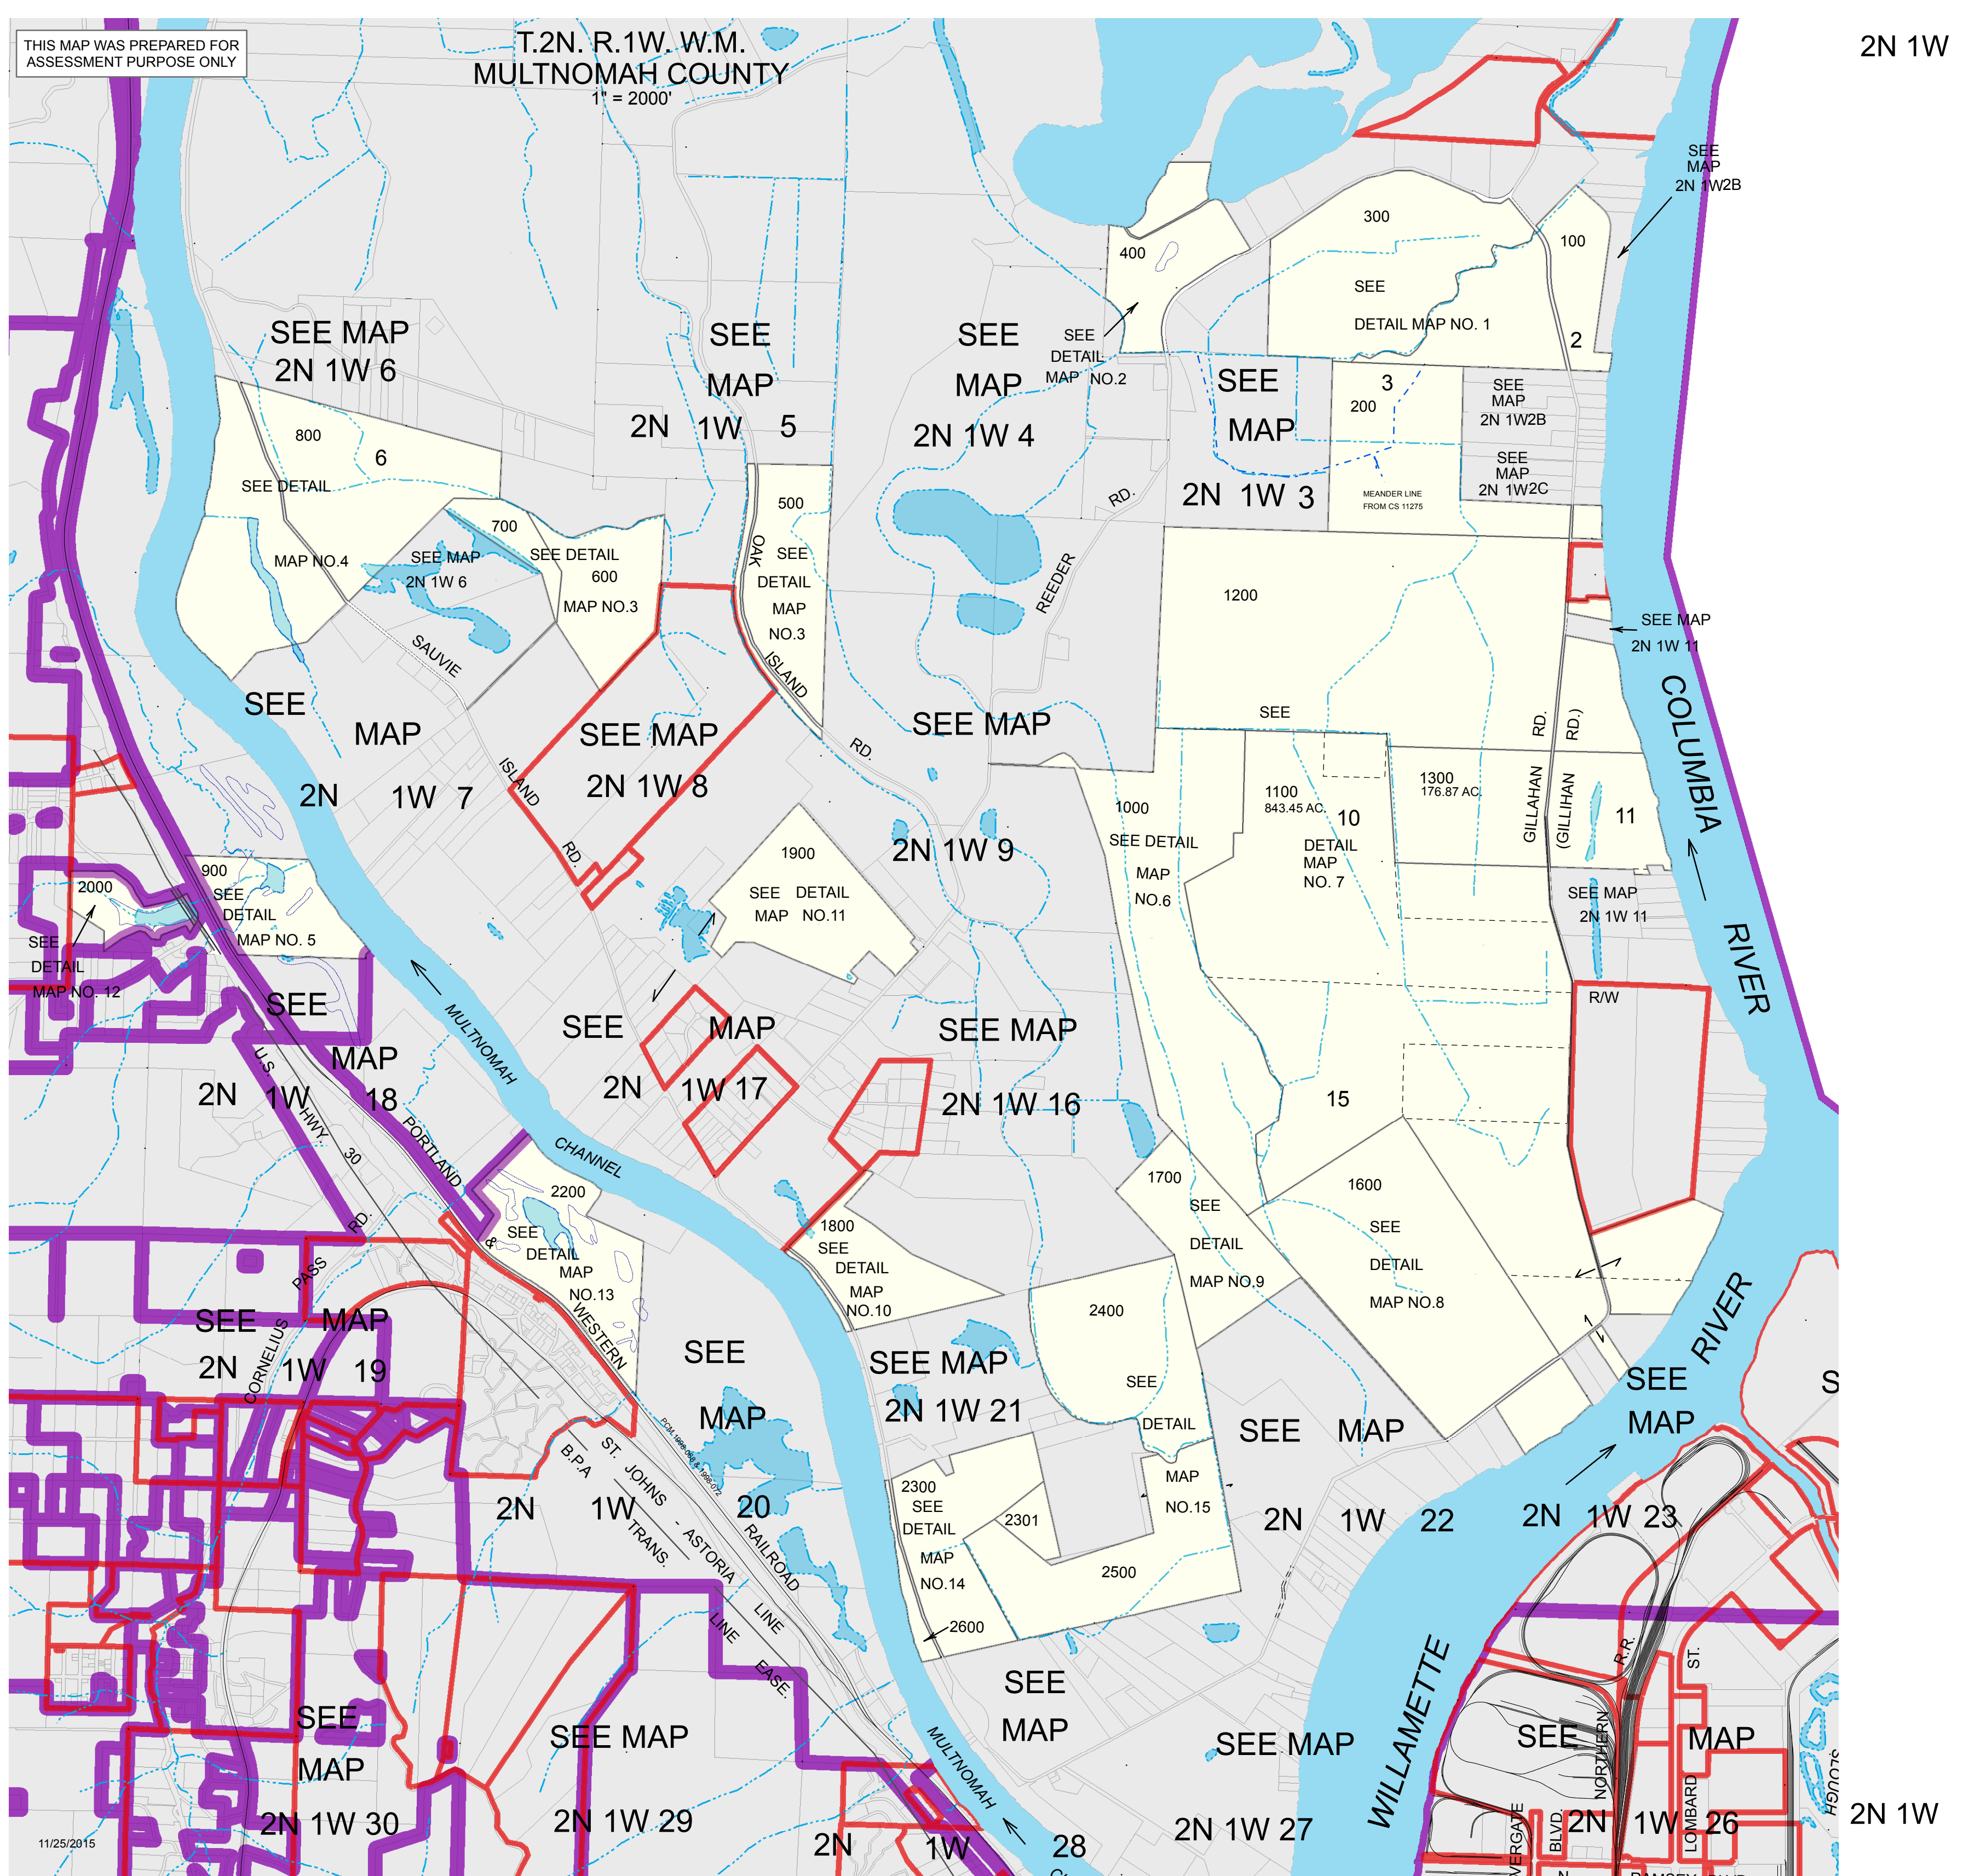 THIS MAP WAS PREPARED FOR
ASSESSMENT PURPOSE ONLY
T.2N. R.1W. W.M.
MULTNOMAH COUNTY
1" = 2000'
2N 1W
SEE
MAP
2N 1W2B
300
100
400
SEE
DETAIL MAP NO. 1
2
SEE
DETAIL
MAP NO.2
SEE MAP
2N 1W 6
SEE
MAP
2N 1W 5
SEE
MAP
2N 1W 4
SEE
MAP
2N 1W 3
3
200
MEANDER LINE
FROM CS 11275
SEE
MAP
2N 1W2B
SEE
MAP
2N 1W2C
800
6
SEE DETAIL
MAP NO.4
700
SEE MAP
2N 1W 6
SEE DETAIL
600
MAP NO.3
500
SEE
DETAIL
MAP
NO.3
OAK
ISLAND
RD.
REEDER
RD.
1200
SEE
SEE MAP
2N 1W 11
COLUMBIA
RIVER
SAUVIE
ISLAND
RD.
SEE
MAP
2N 1W 7
SEE MAP
2N 1W 8
SEE MAP
2N 1W 9
1000
SEE DETAIL
MAP
NO.6
1100
843.45 AC.
10
DETAIL
MAP
NO. 7
1300
176.87 AC.
GILLAHAN
RD.
(GILLIHAN
RD.)
11
SEE MAP
2N 1W 11
R/W
1900
SEE DETAIL
MAP NO.11
2000
SEE
DETAIL
MAP NO. 12
900
SEE
DETAIL
MAP NO. 5
SEE
MAP
2N 1W 18
U.S.
HWY.
30
PORTLAND
&
WESTERN
RAILROAD
MULTNOMAH
CHANNEL
SEE
MAP
2N 1W 17
SEE MAP
2N 1W 16
15
1700
SEE
DETAIL
MAP NO.9
1600
SEE
DETAIL
MAP NO.8
1800
SEE
DETAIL
MAP
NO.10
2200
SEE
DETAIL
MAP
NO.13
CORNELIUS
PASS
RD.
SEE
MAP
2N 1W 19
SEE
MAP
2N 1W 20
PCM 1998-068 & 1998-072
ST. JOHNS - ASTORIA
LINE
B.P.A
TRANS.
LINE
EASE.
SEE MAP
2N 1W 21
2400
SEE
DETAIL
MAP
NO.15
2300
SEE
DETAIL
MAP
NO.14
2301
2500
2600
SEE
MAP
2N 1W 22
RIVER
SEE
MAP
2N 1W 23
S
WILLAMETTE
SEE
MAP
2N 1W 30
SEE MAP
2N 1W 29
SEE
MAP
2N 1W 28
MULTNOMAH
SEE MAP
2N 1W 27
SEE
MAP
2N 1W 26
NORTHERN
R.R.
ST.
LOMBARD
VERGATE
BLVD.
N
SLOUGH
11/25/2015
2N 1W